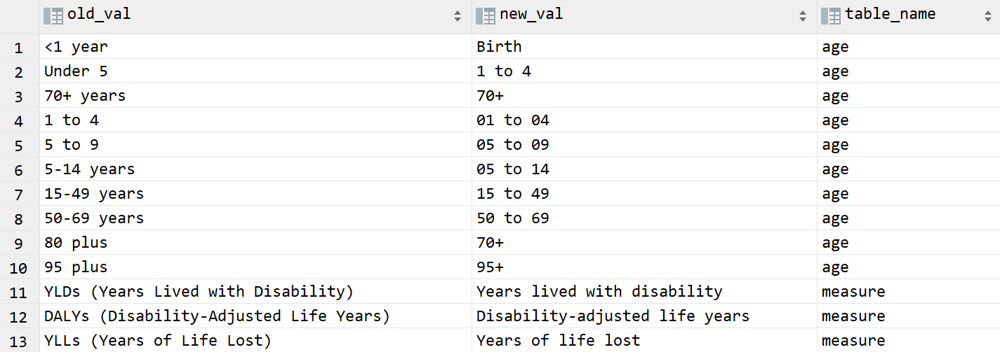 old_val new_val table_name
1 <1 year Birth age
2 Under 5 1 to 4 age
3 70+ years 70+ age
4 1 to 4 01 to 04 age
5 5 to 9 05 to 09 age
6 5-14 years 05 to 14 age
7 15-49 years 15 to 49 age
8 50-69 years 50 to 69 age
9 80 plus 70+ age
10 95 plus 95+ age
11 YLDs (Years Lived with Disability) Years lived with disability measure
12 DALYs (Disability-Adjusted Life Years) Disability-adjusted life years measure
13 YLLs (Years of Life Lost) Years of life lost measure